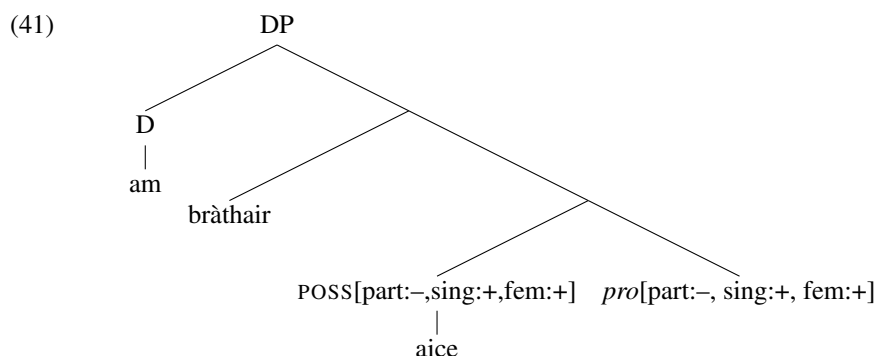 (41) DP
D
am
bràthair
POSS[part:–,sing:+,fem:+] pro[part:–, sing:+, fem:+]
aice